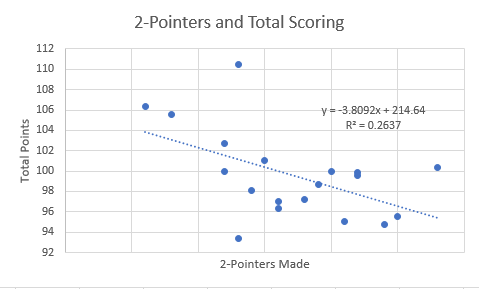 2-Pointers and Total Scoring
112
110
108
106
104
102
100
98
96
94
92
Total Points
y = -3.8092x + 214.64
R² = 0.2637
2-Pointers Made